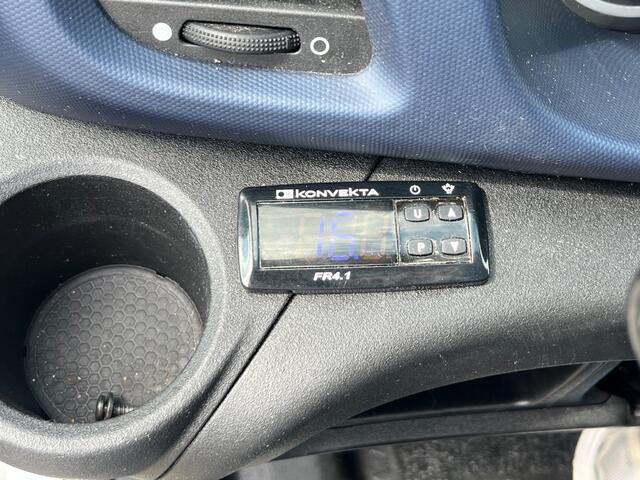 KONVEKTA
16.0
U
P
FR4.1